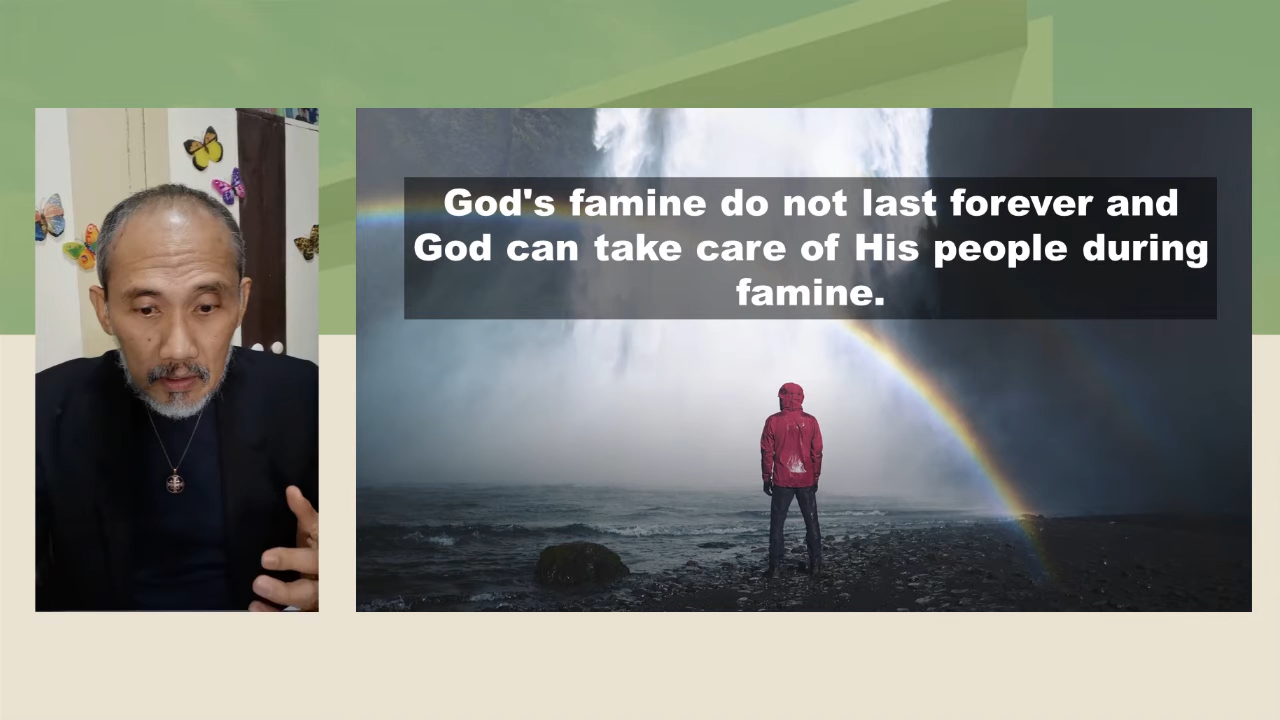 God's famine do not last forever and
God can take care of His people during
famine.